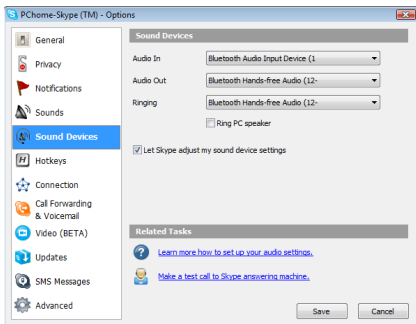 PChome-Skype (TM) - Options
General
Privacy
Notifications
Sounds
Sound Devices
Hotkeys
Connection
Call Forwarding
& Voicemail
Video (BETA)
Updates
SMS Messages
Advanced
Sound Devices
Audio In
Bluetooth Audio Input Device (1
Audio Out
Bluetooth Hands-free Audio (12-
Ringing
Bluetooth Hands-free Audio (12-
Ring PC speaker
Let Skype adjust my sound device settings
Related Tasks
Learn more how to set up your audio settings.
Make a test call to Skype answering machine.
Save
Cancel